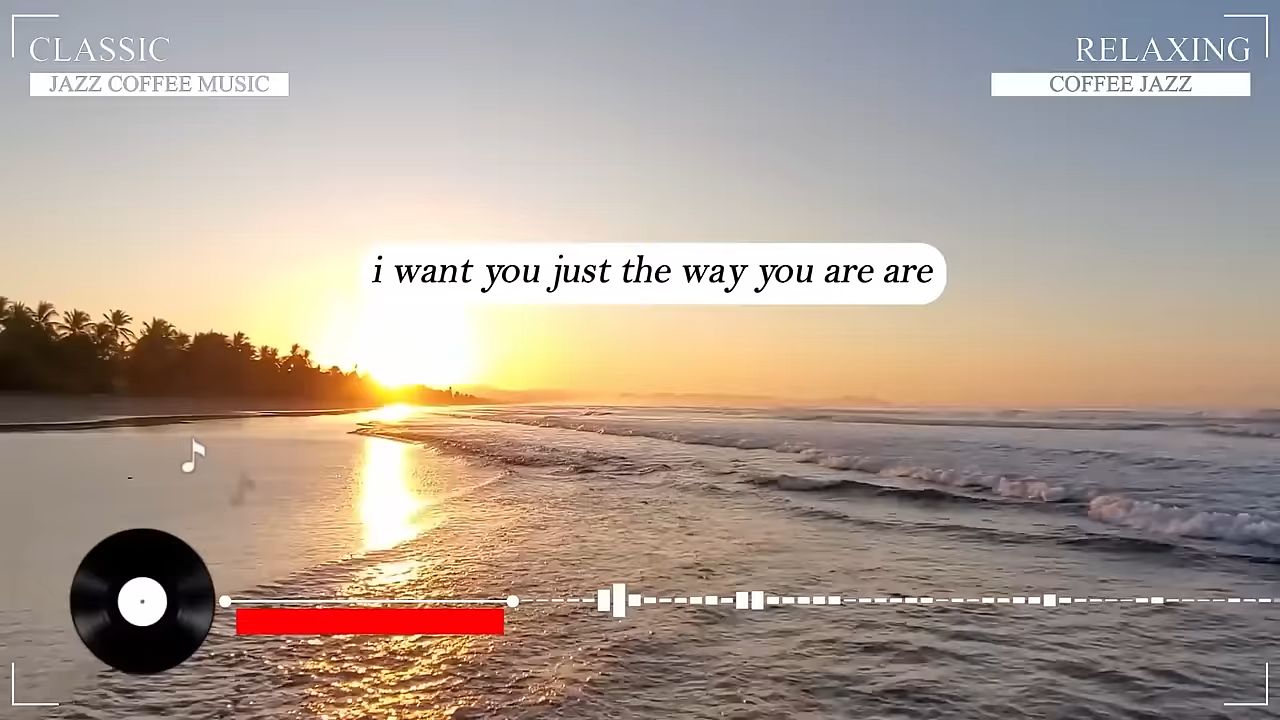 CLASSIC
JAZZ COFFEE MUSIC
RELAXING
COFFEE JAZZ
i want you just the way you are are